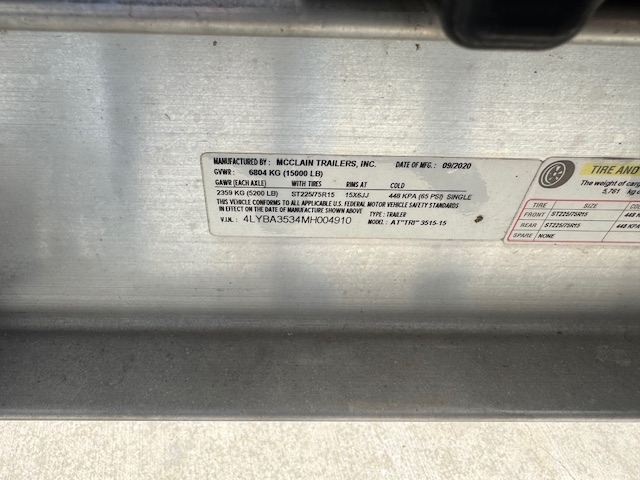 MANUFACTURED BY: MCCLAIN TRAILERS, INC. DATE OF MFG.: 09/2020
GVWR: 6804 KG (15000 LB)
GAWR (EACH AXLE) WITH TIRES RIMS AT COLD
2359 KG (5200 LB) ST225/75R15 15X6JJ 448 KPA (65 PSI) SINGLE
THIS VEHICLE CONFORMS TO ALL APPLICABLE U.S. FEDERAL MOTOR VEHICLE SAFETY STANDARDS
IN EFFECT ON THE DATE OF MANUFACTURE SHOWN ABOVE
V.I.N.: 4LYBA3534MH004910 TYPE: TRAILER
MODEL: AT"TRI" 3515-15
TIRE AND
The weight of carg
5,761 kg
TIRE SIZE
FRONT ST225/75R15 448
REAR ST225/75R15 448 KPA
SPARE NONE